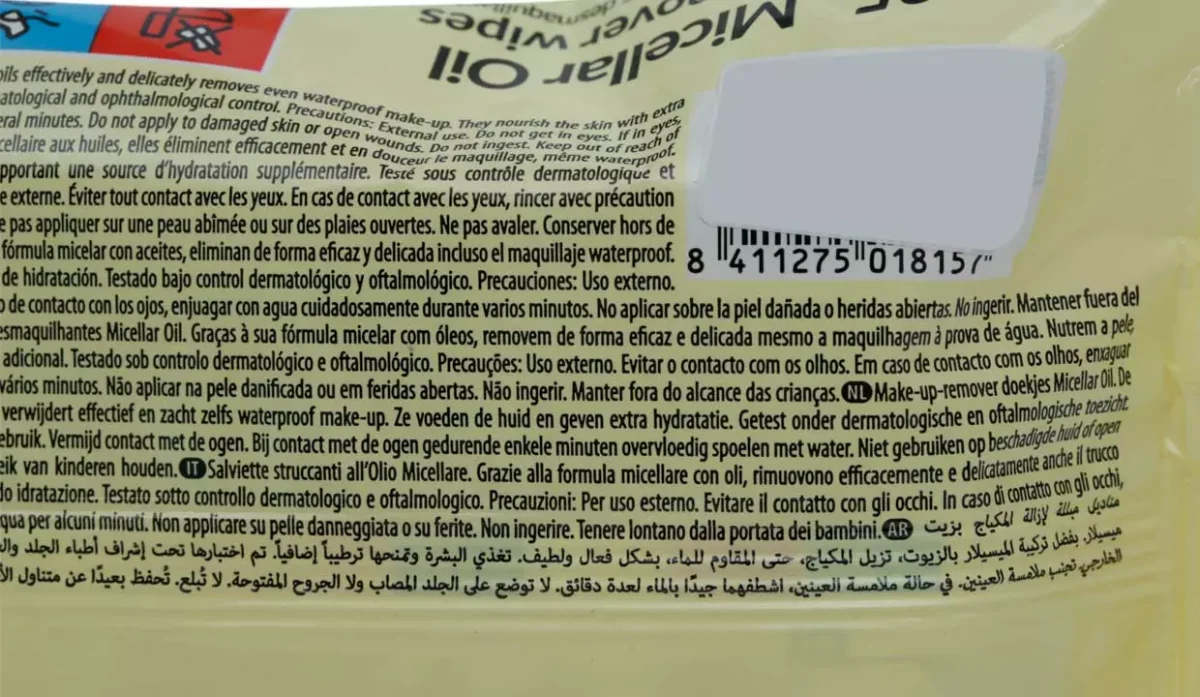 Micellar Oil
over wipes
oils effectively and delicately removes even waterproof make-up. They nourish the skin with extra
atological and ophthalmological control. Precautions: External use. Do not get in eyes. If in eyes,
eral minutes. Do not apply to damaged skin or open wounds. Do not ingest. Keep out of reach of
cellaire aux huiles, elles éliminent efficacement et en douceur le maquillage, même waterproof.
pportant une source d'hydratation supplémentaire. Testé sous contrôle dermatologique et
e externe. Éviter tout contact avec les yeux. En cas de contact avec les yeux, rincer avec précaution
e pas appliquer sur une peau abîmée ou sur des plaies ouvertes. Ne pas avaler. Conserver hors de
fórmula micelar con aceites, eliminan de forma eficaz y delicada incluso el maquillaje waterproof.
de hidratación. Testado bajo control dermatológico y oftalmológico. Precauciones: Uso externo.
8 411275 018157
o de contacto con los ojos, enjuagar con agua cuidadosamente durante varios minutos. No aplicar sobre la piel dañada o heridas abiertas. No ingerir. Mantener fuera del
esmaquilhantes Micellar Oil. Graças à sua fórmula micelar com óleos, removem de forma eficaz e delicada mesmo a maquilhagem à prova de água. Nutrem a pele,
adicional. Testado sob controlo dermatológico e oftalmológico. Precauções: Uso externo. Evitar o contacto com os olhos. Em caso de contacto com os olhos, enxaguar
vários minutos. Não aplicar na pele danificada ou em feridas abertas. Não ingerir. Manter fora do alcance das crianças. NL Make-up-remover doekjes Micellar Oil. De
verwijdert effectief en zacht zelfs waterproof make-up. Ze voeden de huid en geven extra hydratatie. Getest onder dermatologische en oftalmologische toezicht.
ebruik. Vermijd contact met de ogen. Bij contact met de ogen gedurende enkele minuten overvloedig spoelen met water. Niet gebruiken op beschadigde huid of open
eik van kinderen houden. IT Salviette struccanti all'Olio Micellare. Grazie alla formula micellare con oli, rimuovono efficacemente e delicatamente anche il trucco
do idratazione. Testato sotto controllo dermatologico e oftalmologico. Precauzioni: Per uso esterno. Evitare il contatto con gli occhi. In caso di contatto con gli occhi,
qua per alcuni minuti. Non applicare su pelle danneggiata o su ferite. Non ingerire. Tenere lontano dalla portata dei bambini. AR مناديل مبللة لإزالة المكياج بزيت
ميسيلار. بفضل تركيبة الميسيلار بالزيوت، تزيل المكياج، حتى المقاوم للماء، بشكل فعال ولطيف. تغذي البشرة وتمنحها ترطيباً إضافياً. تم اختبارها تحت إشراف أطباء الجلد وال
الخارجي. تجنب ملامسة العينين. في حالة ملامسة العينين، اشطفهما جيدًا بالماء لعدة دقائق. لا توضع على الجلد المصاب ولا الجروح المفتوحة. لا تُبلع. تُحفظ بعيدًا عن متناول الأ